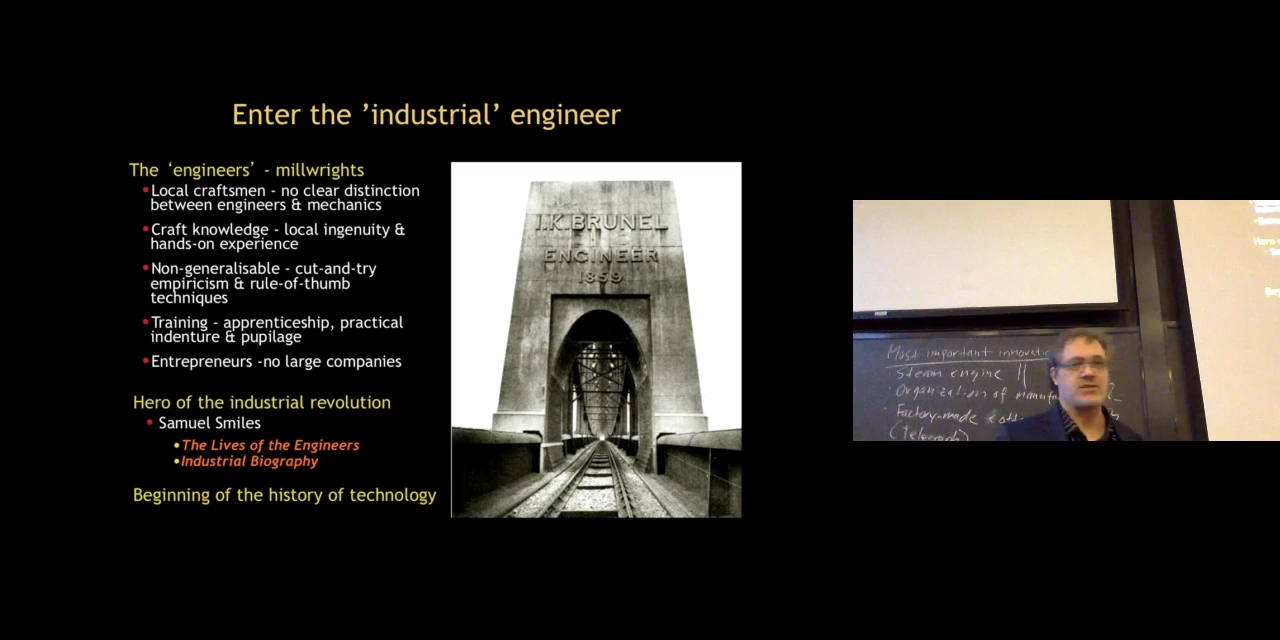 Enter the ’industrial’ engineer
The ‘engineers’ - millwrights
•Local craftsmen - no clear distinction
between engineers & mechanics
•Craft knowledge - local ingenuity &
hands-on experience
•Non-generalisable - cut-and-try
empiricism & rule-of-thumb
techniques
•Training - apprenticeship, practical
indenture & pupilage
•Entrepreneurs -no large companies
Hero of the industrial revolution
• Samuel Smiles
•The Lives of the Engineers
•Industrial Biography
Beginning of the history of technology
I.K.BRUNEL
ENGINEER
1859
Most important
Steam engine ||
· Organization of
· Factory-made
(Telegraph)
Hero